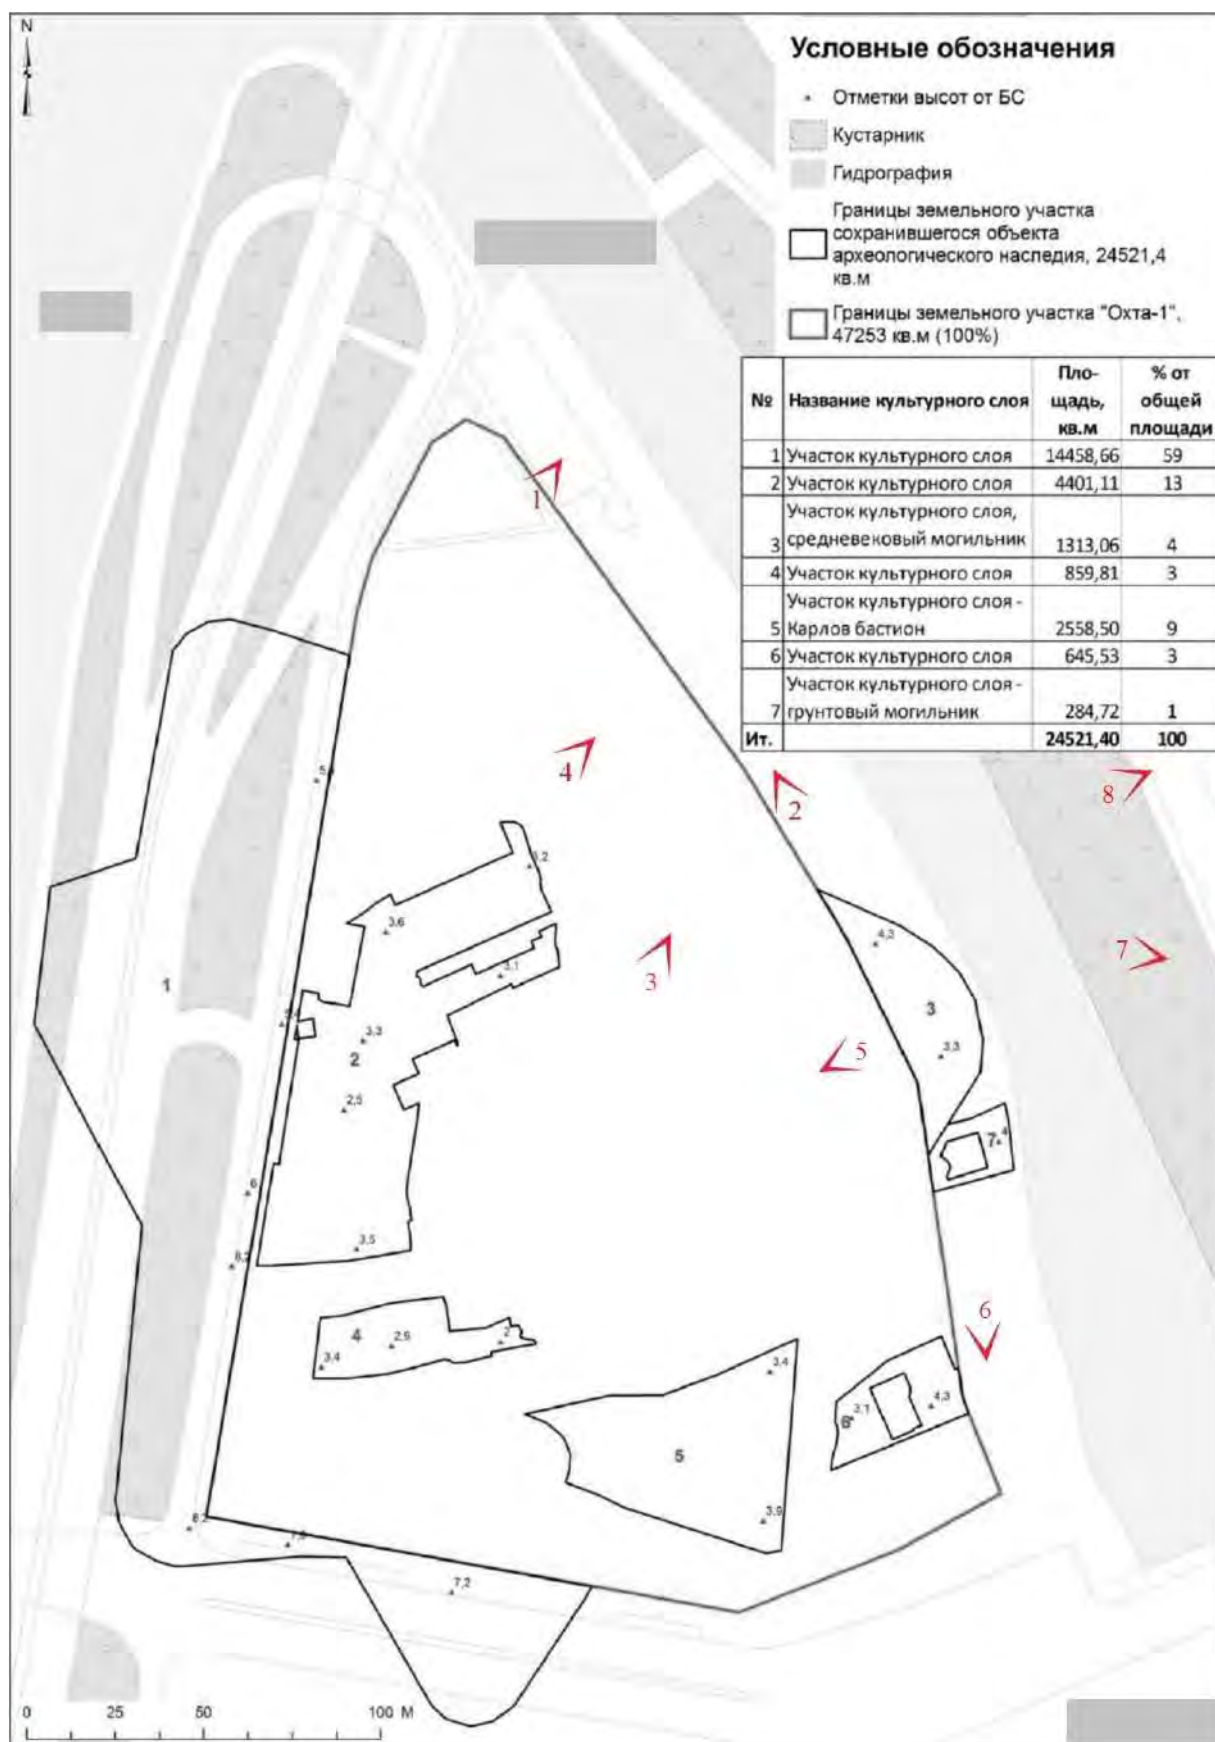 N
S
Условные обозначения
Отметки высот от БС
Кустарник
Гидрография
Границы земельного участка
сохранившегося объекта
археологического наследия, 24521,4
кв.м
Границы земельного участка "Охта-1",
47253 кв.м (100%)
№ Название культурного слоя Пло-щадь, кв.м % от общей площади
1 Участок культурного слоя 14458,66 59
2 Участок культурного слоя 4401,11 13
Участок культурного слоя,
3 средневековый могильник 1313,06 4
4 Участок культурного слоя 859,81 3
Участок культурного слоя -
5 Карлов бастион 2558,50 9
6 Участок культурного слоя 645,53 3
Участок культурного слоя -
7 грунтовый могильник 284,72 1
Ит. 24521,40 100
1
4
2
8
3,6
4,3
7
3,1
3
1
3
3,3
2
5
3,3
2,5
7
4
6
3,5
6
4
2,9
2
3,4
3,4
4,3
3,1
6
5
3,9
7,2
0 25 50 100 М